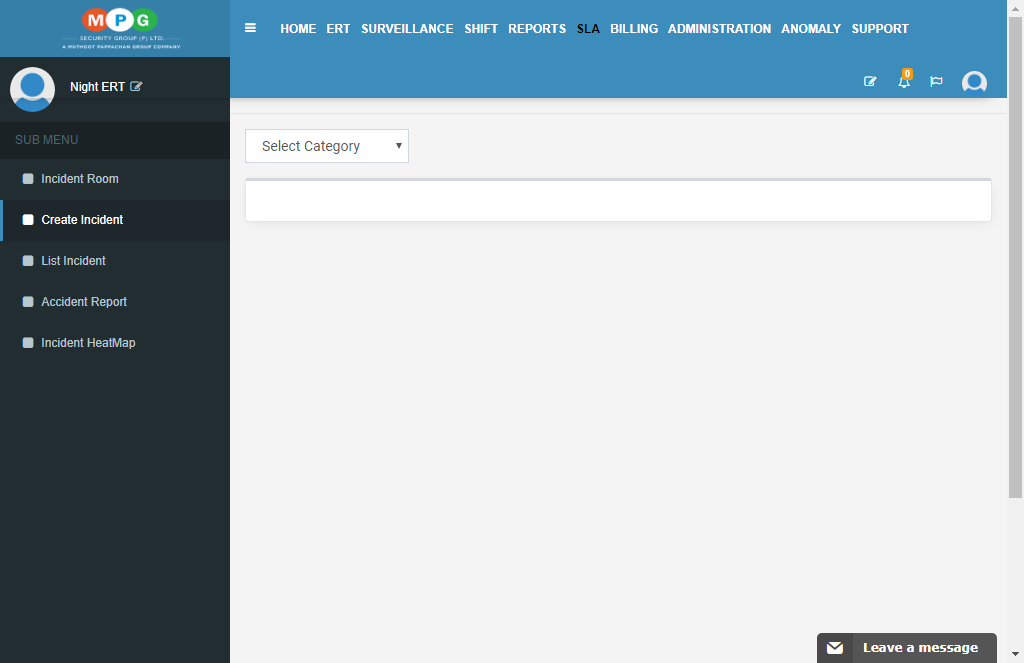 MPG
SECURITY GROUP (P) LTD.
A MUTHOOT PAPPACHAN GROUP COMPANY
HOME ERT SURVEILLANCE SHIFT REPORTS SLA BILLING ADMINISTRATION ANOMALY SUPPORT
0
Night ERT
SUB MENU
Incident Room
Create Incident
List Incident
Accident Report
Incident HeatMap
Select Category
Leave a message